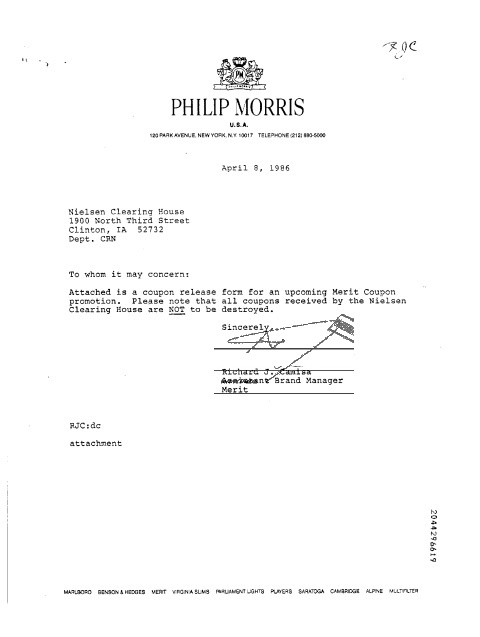 RJC
PM
PHILIP MORRIS
U.S.A.
120 PARK AVENUE, NEW YORK, N.Y. 10017 TELEPHONE (212) 880-5000
April 8, 1986
Nielsen Clearing House
1900 North Third Street
Clinton, IA 52732
Dept. CRN
To whom it may concern:
Attached is a coupon release form for an upcoming Merit Coupon
promotion. Please note that all coupons received by the Nielsen
Clearing House are NOT to be destroyed.
Sincerely,
Richard J. Camisa
Assistant Brand Manager
Merit
RJC:dc
attachment
2044296619
MARLBORO BENSON & HEDGES MERIT VIRGINIA SLIMS PARLIAMENT LIGHTS PLAYERS SARATOGA CAMBRIDGE ALPINE MULTIFILTER